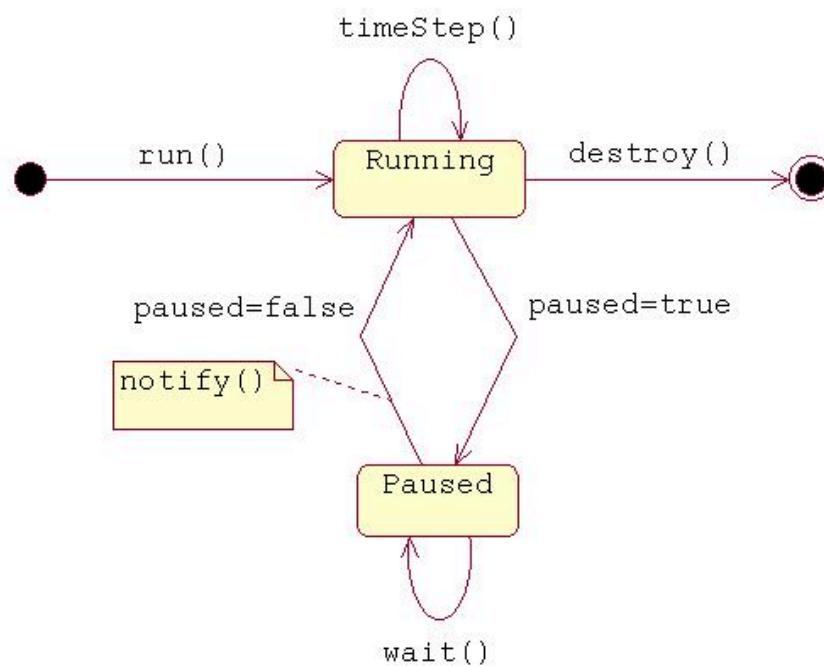 timeStep()
run()
Running
destroy()
paused=false
paused=true
notify()
Paused
wait()